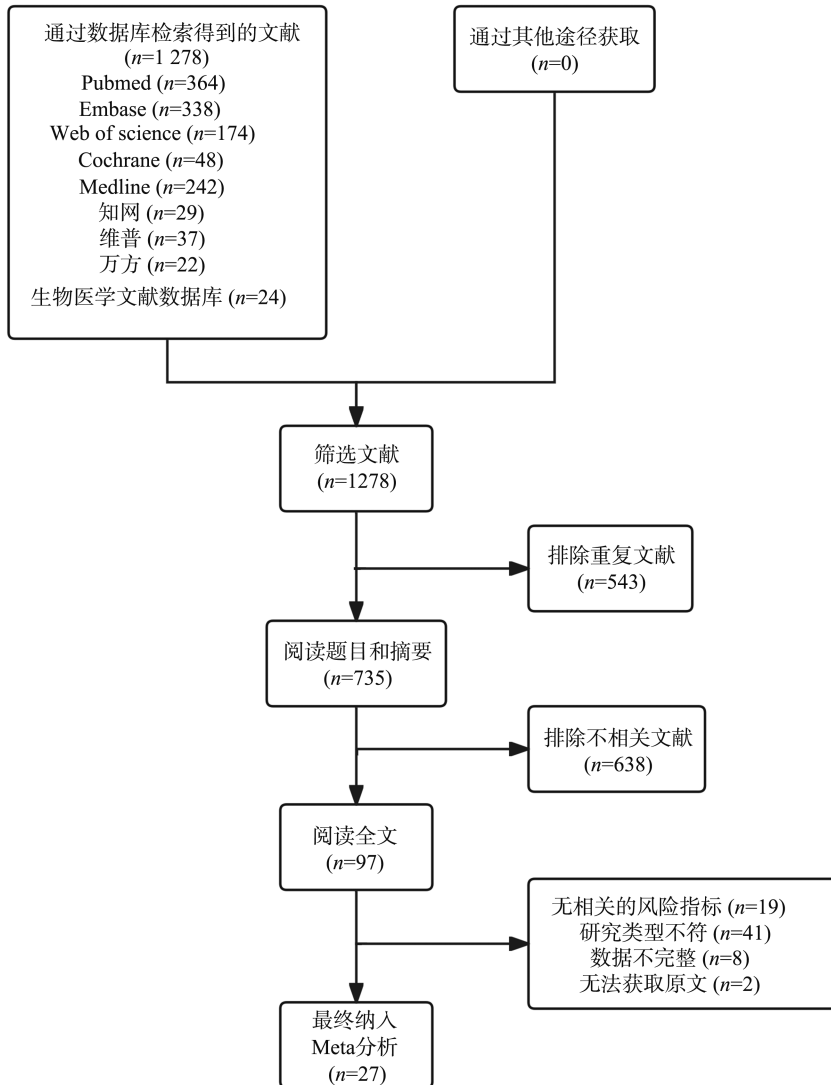 通过数据库检索得到的文献
(n=1 278)
Pubmed (n=364)
Embase (n=338)
Web of science (n=174)
Cochrane (n=48)
Medline (n=242)
知网 (n=29)
维普 (n=37)
万方 (n=22)
生物医学文献数据库 (n=24)
通过其他途径获取
(n=0)
筛选文献
(n=1278)
排除重复文献
(n=543)
阅读题目和摘要
(n=735)
排除不相关文献
(n=638)
阅读全文
(n=97)
无相关的风险指标 (n=19)
研究类型不符 (n=41)
数据不完整 (n=8)
无法获取原文 (n=2)
最终纳入
Meta分析
(n=27)